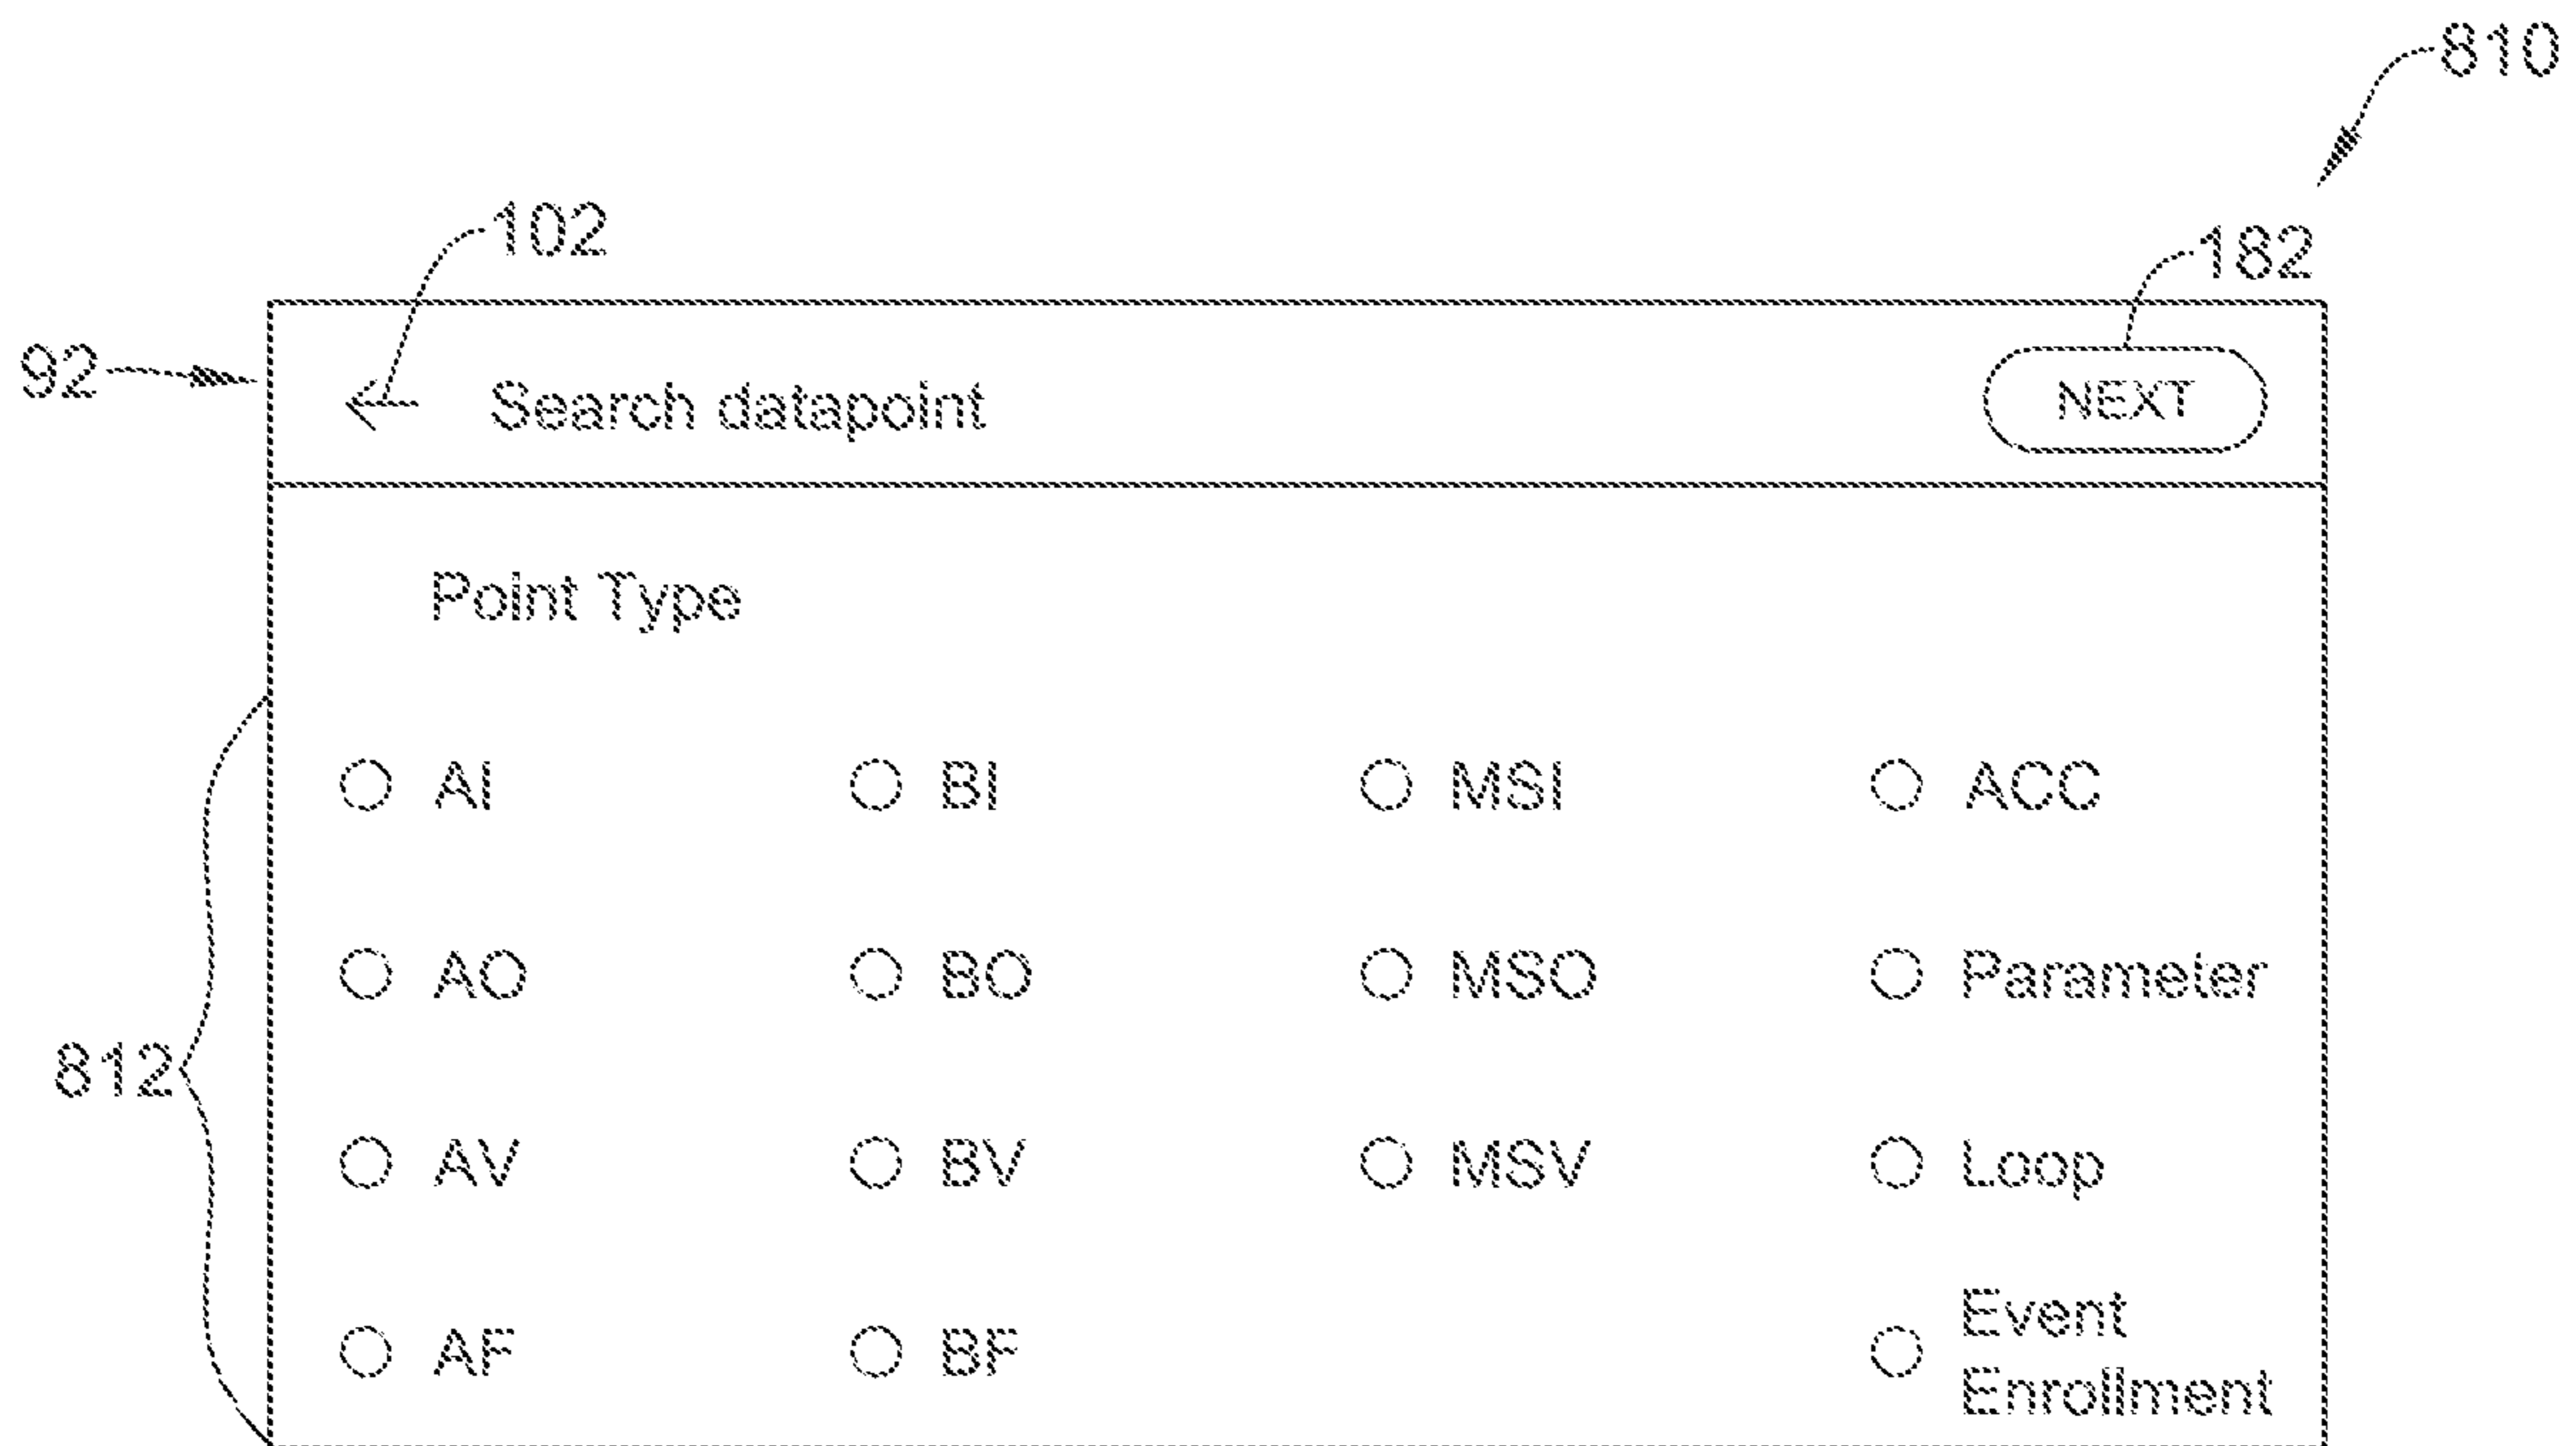 810
102
182
92
Search datapoint NEXT
Point Type
AI BI MSI ACC
AO BO MSO Parameter
812
AV BV MSV Loop
AF BF Event
Enrollment